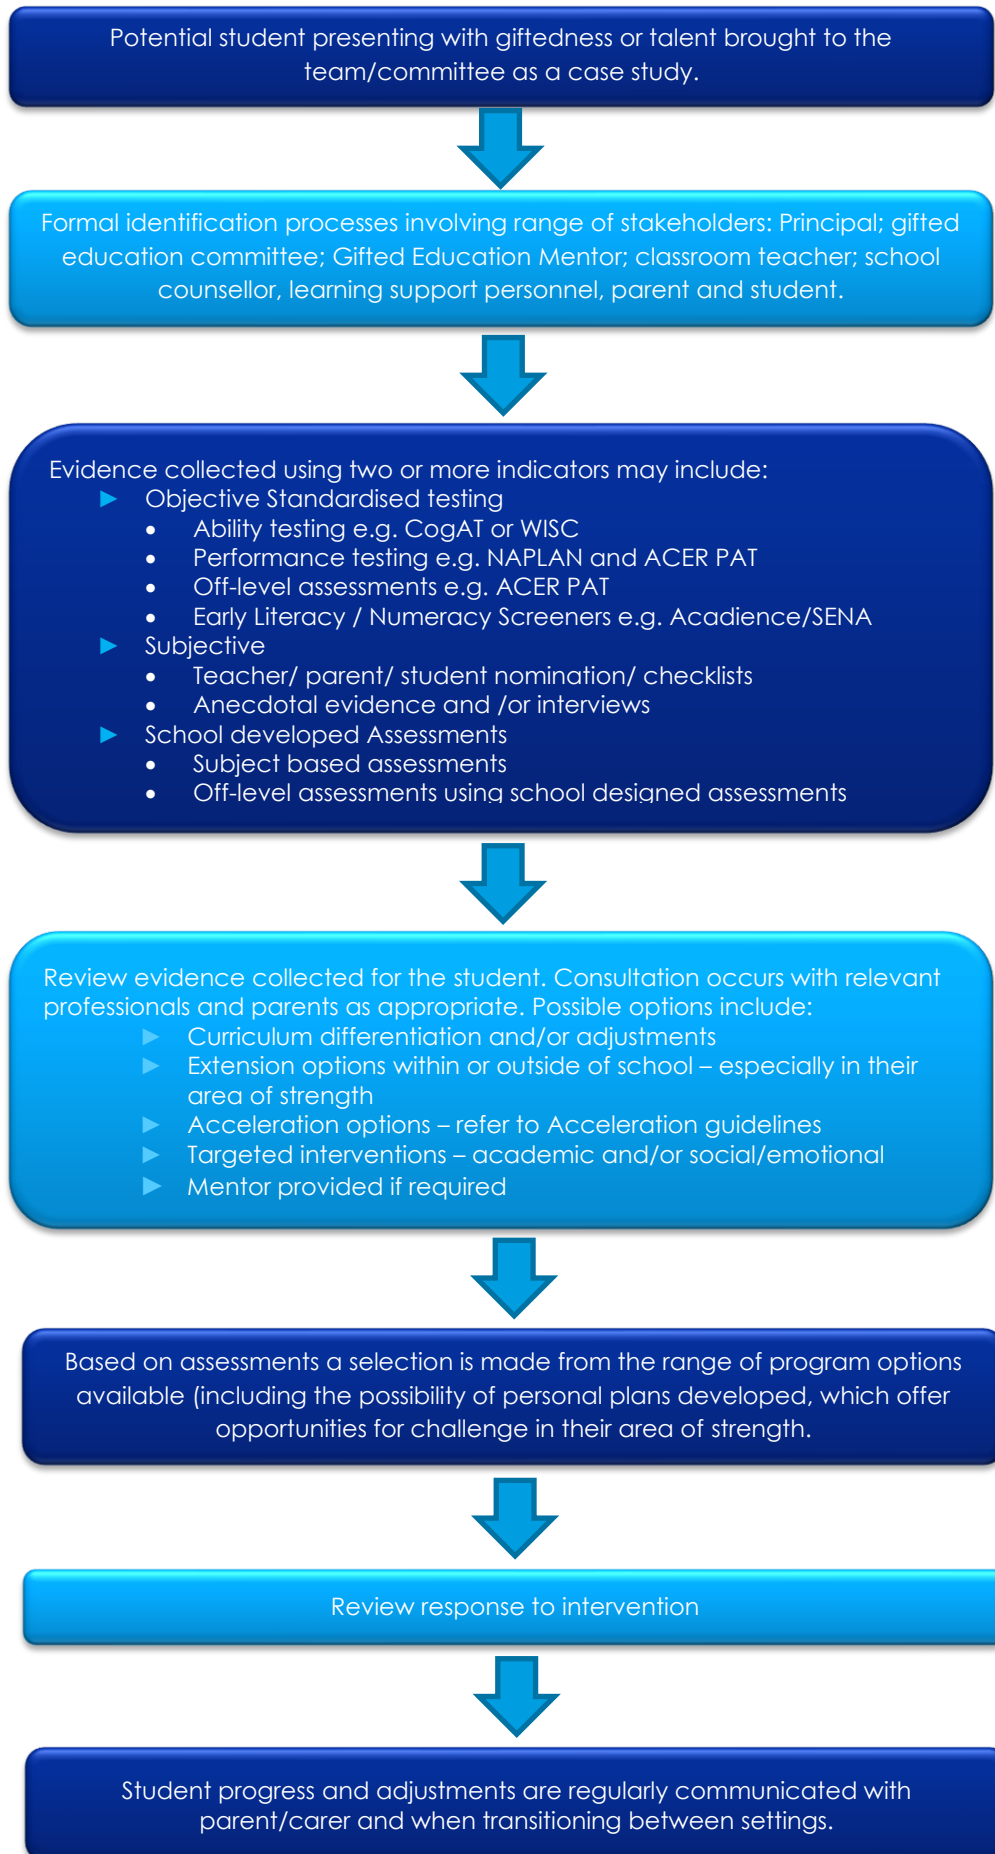 Potential student presenting with giftedness or talent brought to the
team/committee as a case study.
Formal identification processes involving range of stakeholders: Principal; gifted
education committee; Gifted Education Mentor; classroom teacher; school
counsellor, learning support personnel, parent and student.
Evidence collected using two or more indicators may include:
► Objective Standardised testing
• Ability testing e.g. CogAT or WISC
• Performance testing e.g. NAPLAN and ACER PAT
• Off-level assessments e.g. ACER PAT
• Early Literacy / Numeracy Screeners e.g. Acadience/SENA
► Subjective
• Teacher/ parent/ student nomination/ checklists
• Anecdotal evidence and /or interviews
► School developed Assessments
• Subject based assessments
• Off-level assessments using school designed assessments
Review evidence collected for the student. Consultation occurs with relevant
professionals and parents as appropriate. Possible options include:
► Curriculum differentiation and/or adjustments
► Extension options within or outside of school – especially in their
area of strength
► Acceleration options – refer to Acceleration guidelines
► Targeted interventions – academic and/or social/emotional
► Mentor provided if required
Based on assessments a selection is made from the range of program options
available (including the possibility of personal plans developed, which offer
opportunities for challenge in their area of strength.
Review response to intervention
Student progress and adjustments are regularly communicated with
parent/carer and when transitioning between settings.